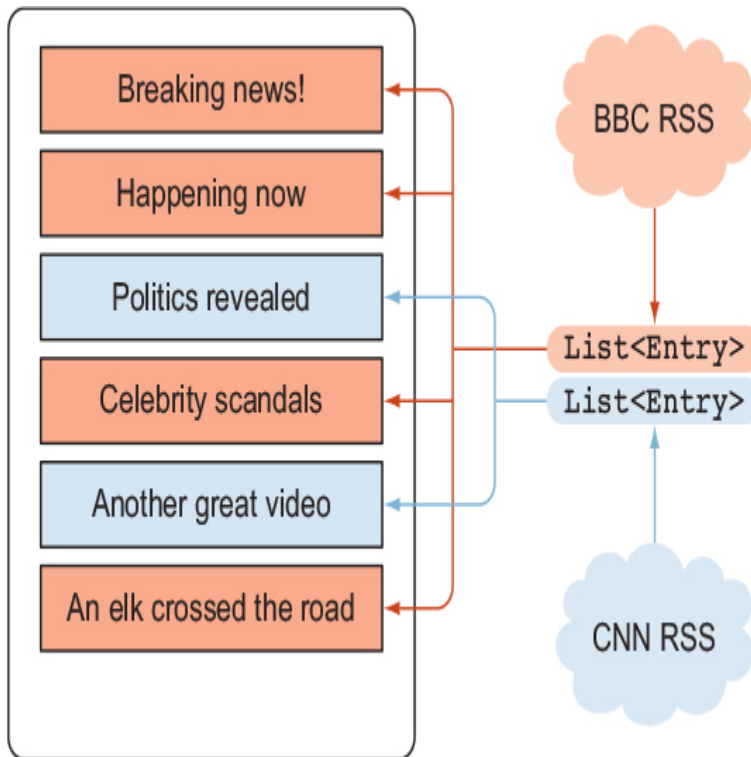 Breaking news!
Happening now
Politics revealed
Celebrity scandals
Another great video
An elk crossed the road
BBC RSS
List<Entry>
List<Entry>
CNN RSS